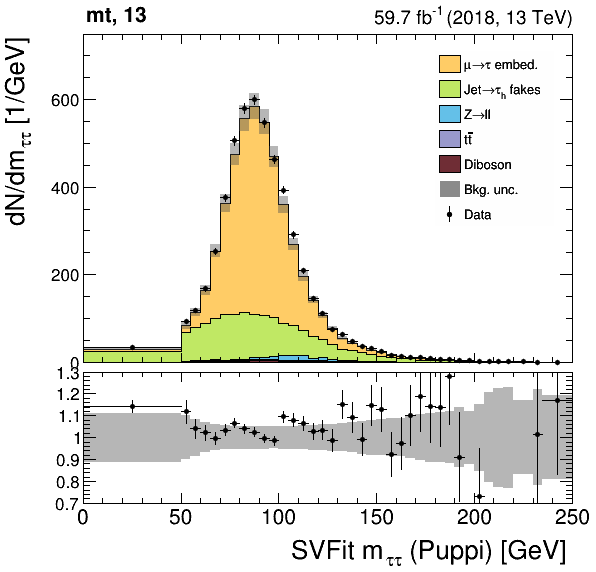 mt, 13
59.7 fb⁻¹ (2018, 13 TeV)
dN/dmττ [1/GeV]
μ→τ embed.
Jet→τh fakes
Z→ll
tt̄
Diboson
Bkg. unc.
Data
600
400
200
0
1.3
1.2
1.1
1
0.9
0.8
0.7
0 50 100 150 200 250
SVFit mττ (Puppi) [GeV]